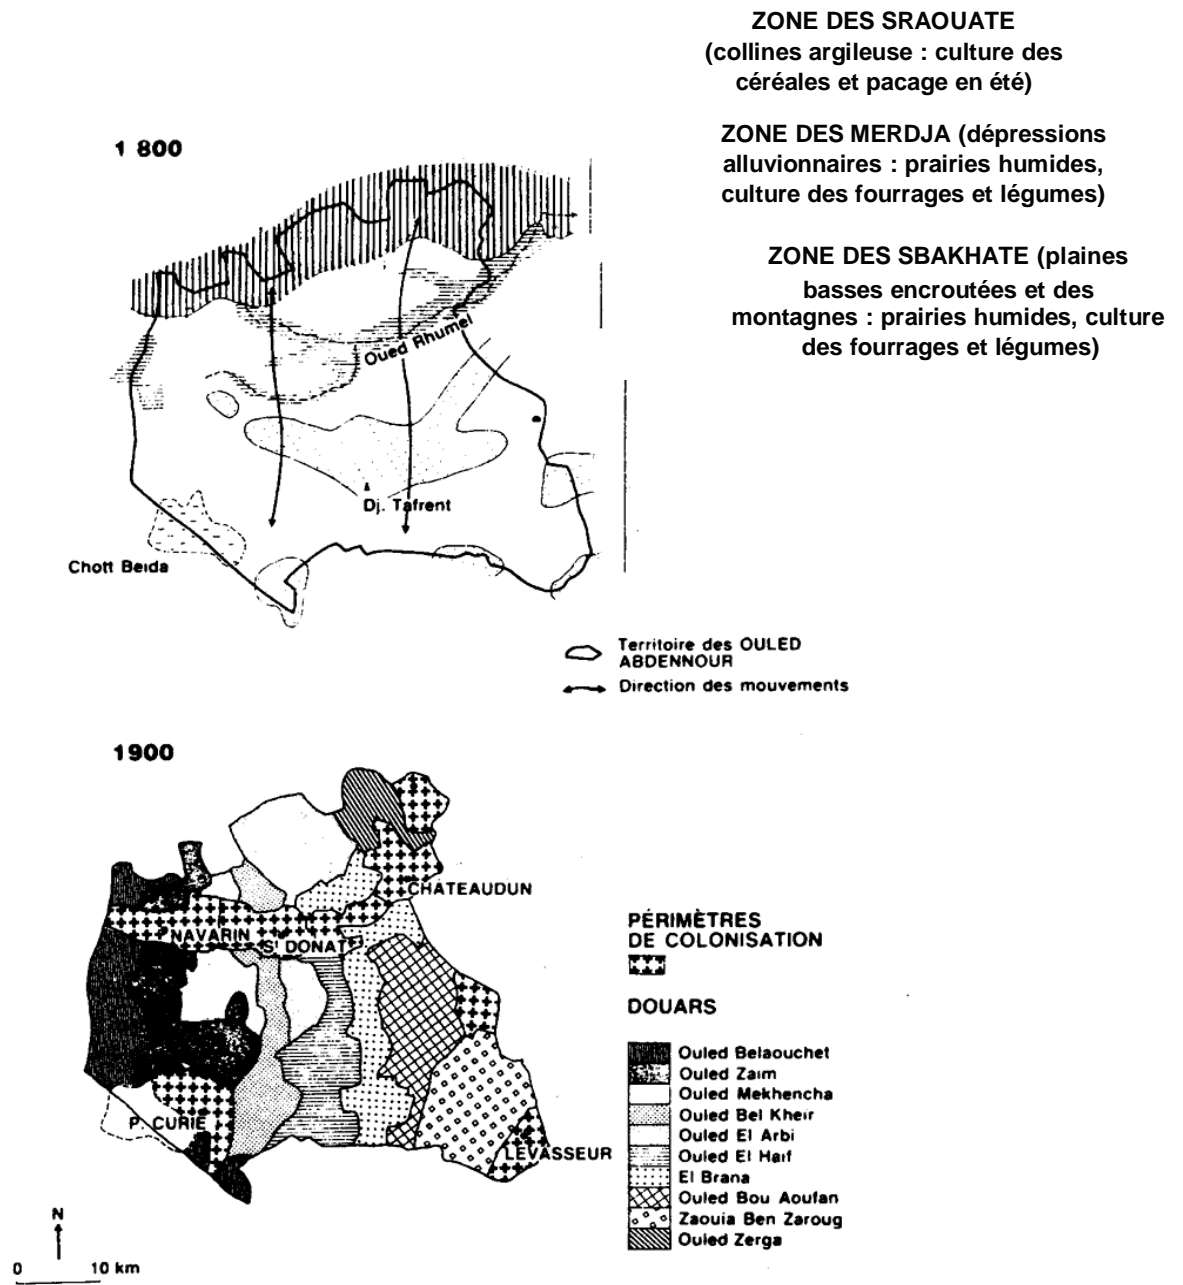 ZONE DES SRAOUATE
(collines argileuse : culture des
céréales et pacage en été)
ZONE DES MERDJA (dépressions
alluvionnaires : prairies humides,
culture des fourrages et légumes)
ZONE DES SBAKHATE (plaines
basses encroutées et des
montagnes : prairies humides, culture
des fourrages et légumes)
1 800
Oued Rhumel
Dj. Tafrent
Chott Beida
Territoire des OULED
ABDENNOUR
Direction des mouvements
1900
CHATEAUDUN
NAVARIN
St DONAT
P. CURIE
LEVASSEUR
PÉRIMÈTRES
DE COLONISATION
DOUARS
Ouled Belaouchet
Ouled Zaim
Ouled Mekhencha
Ouled Bel Kheir
Ouled El Arbi
Ouled El Haif
El Brana
Ouled Bou Aoufan
Zaouia Ben Zaroug
Ouled Zerga
N
0 10 km